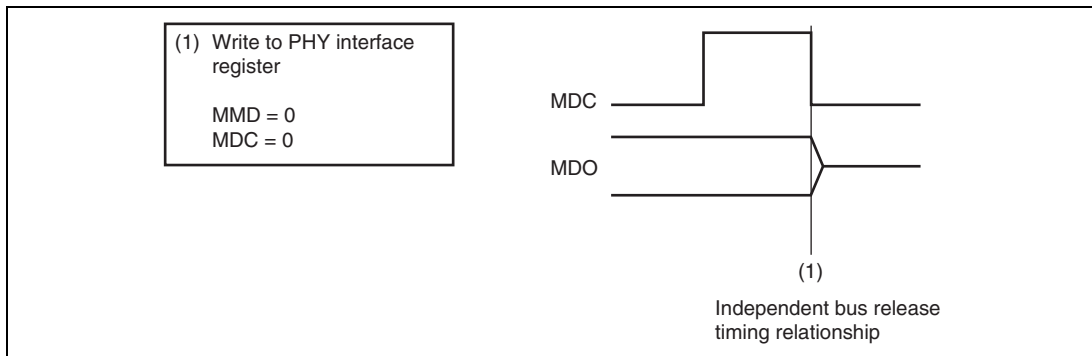 (1) Write to PHY interface
register
MMD = 0
MDC = 0
MDC
MDO
(1)
Independent bus release
timing relationship